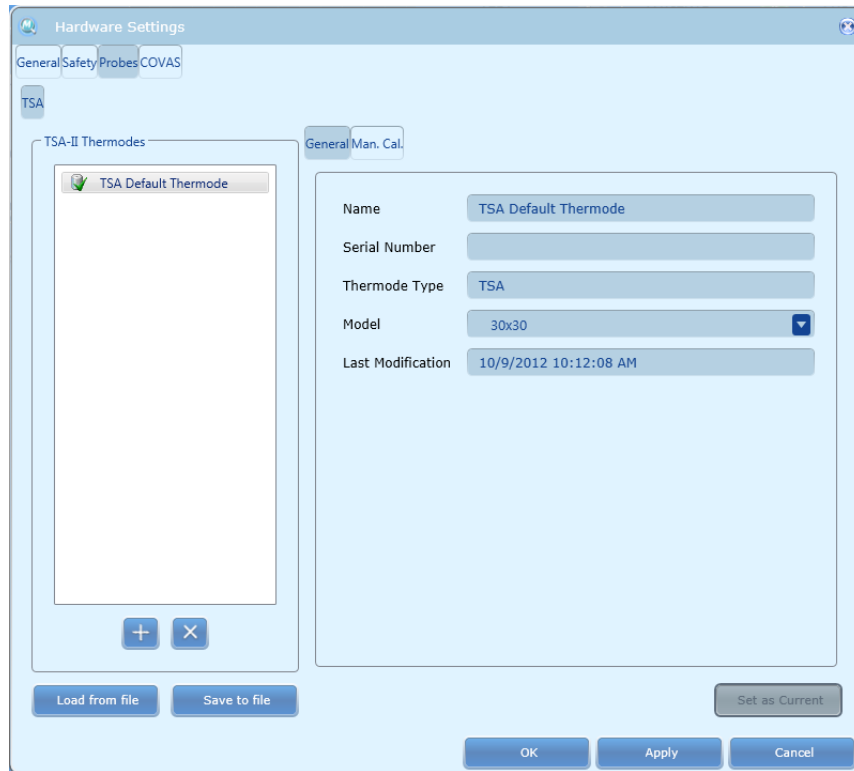 Hardware Settings
General Safety Probes COVAS
TSA
TSA-II Thermodes
TSA Default Thermode
General Man. Cal.
Name TSA Default Thermode
Serial Number
Thermode Type TSA
Model 30x30
Last Modification 10/9/2012 10:12:08 AM
Load from file Save to file Set as Current
OK Apply Cancel